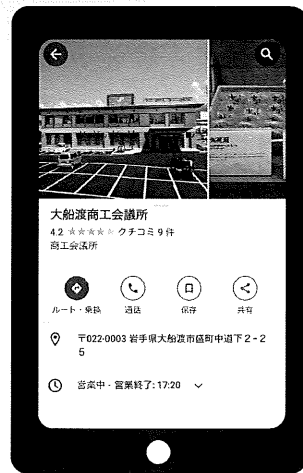 大船渡商工会議所
4.2 ★★★★★ クチコミ 9 件
商工会議所
ルート・乗換
通話
保存
共有
〒022-0003 岩手県大船渡市盛町中道下２-２
５
営業中・営業終了: 17:20